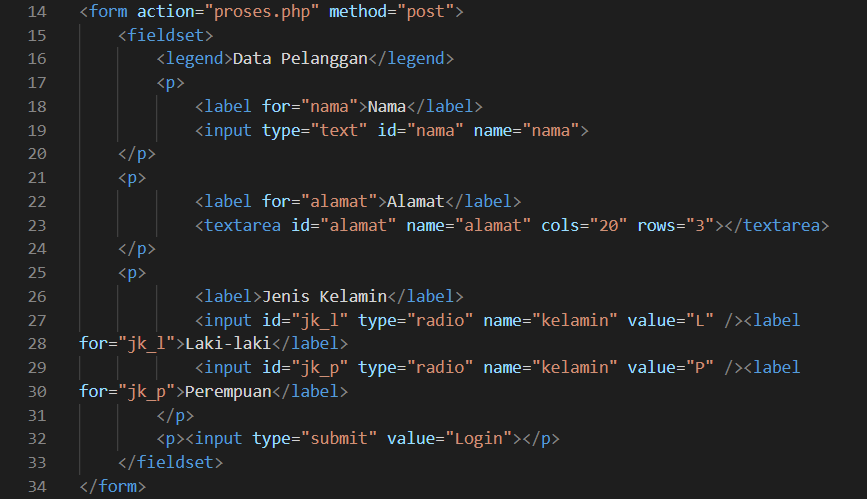 14 <form action="proses.php" method="post">
15 <fieldset>
16 <legend>Data Pelanggan</legend>
17 <p>
18 <label for="nama">Nama</label>
19 <input type="text" id="nama" name="nama">
20 </p>
21 <p>
22 <label for="alamat">Alamat</label>
23 <textarea id="alamat" name="alamat" cols="20" rows="3"></textarea>
24 </p>
25 <p>
26 <label>Jenis Kelamin</label>
27 <input id="jk_l" type="radio" name="kelamin" value="L" /><label
28 for="jk_l">Laki-laki</label>
29 <input id="jk_p" type="radio" name="kelamin" value="P" /><label
30 for="jk_p">Perempuan</label>
31 </p>
32 <p><input type="submit" value="Login"></p>
33 </fieldset>
34 </form>